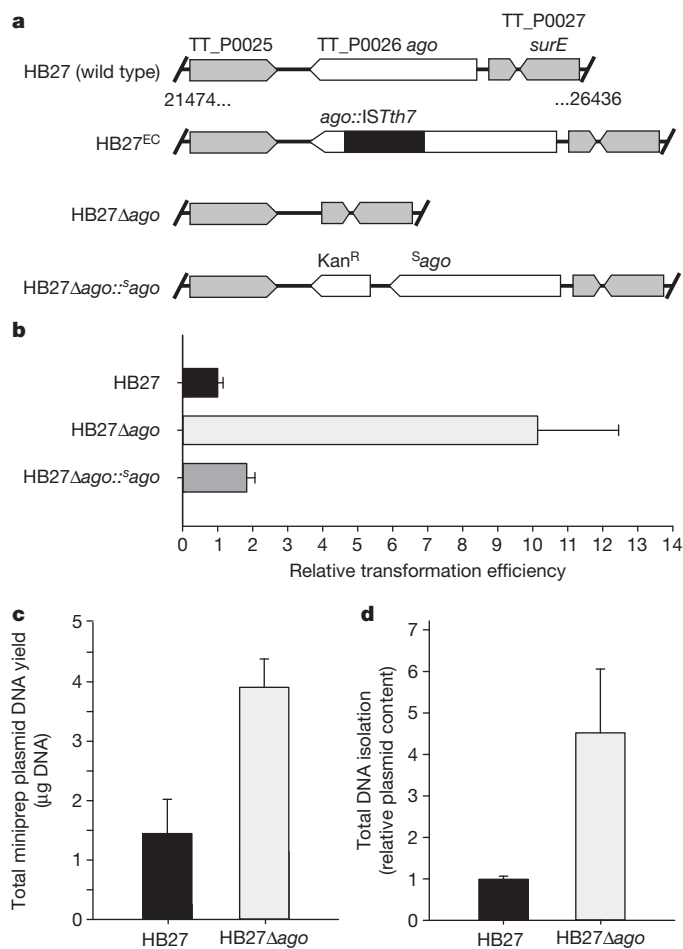 a
TT_P0027
TT_P0025 TT_P0026 ago surE
HB27 (wild type)
21474... ...26436
ago::ISTth7
HB27EC
HB27Δago
KanR Sago
HB27Δago::sago
b
HB27
HB27Δago
HB27Δago::sago
0 1 2 3 4 5 6 7 8 9 10 11 12 13 14
Relative transformation efficiency
c
Total miniprep plasmid DNA yield
(μg DNA)
5
4
3
2
1
0
HB27 HB27Δago
d
Total DNA isolation
(relative plasmid content)
7
6
5
4
3
2
1
0
HB27 HB27Δago